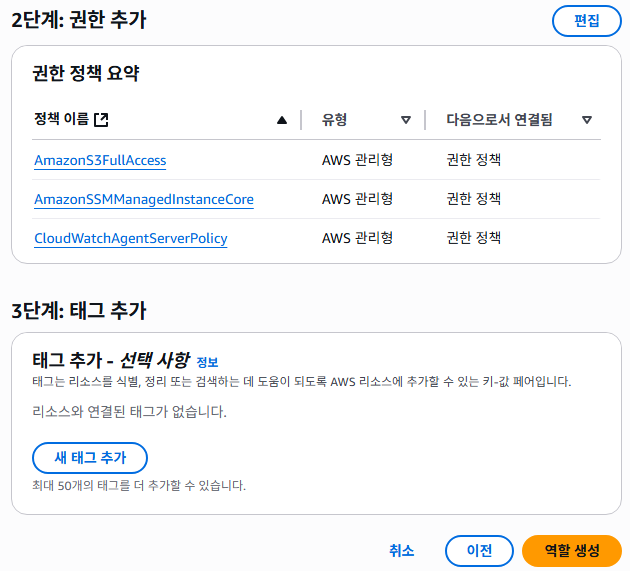 2단계: 권한 추가
편집
권한 정책 요약
정책 이름 유형 다음으로서 연결됨
AmazonS3FullAccess AWS 관리형 권한 정책
AmazonSSMManagedInstanceCore AWS 관리형 권한 정책
CloudWatchAgentServerPolicy AWS 관리형 권한 정책
3단계: 태그 추가
태그 추가 - 선택 사항 정보
태그는 리소스를 식별, 정리 또는 검색하는 데 도움이 되도록 AWS 리소스에 추가할 수 있는 키-값 페어입니다.
리소스와 연결된 태그가 없습니다.
새 태그 추가
최대 50개의 태그를 더 추가할 수 있습니다.
취소 이전 역할 생성